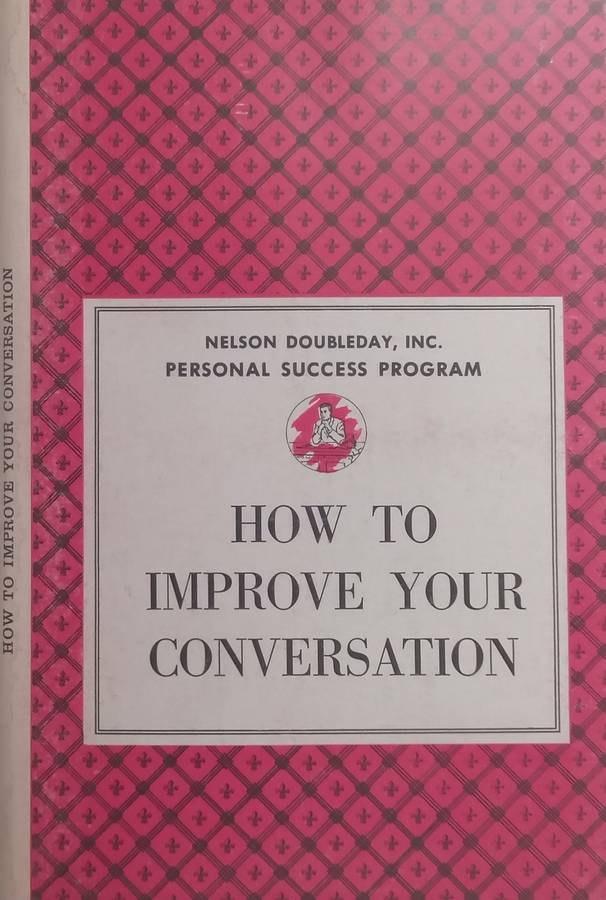 NELSON DOUBLEDAY, INC.
PERSONAL SUCCESS PROGRAM
HOW TO
IMPROVE YOUR
CONVERSATION
HOW TO IMPROVE YOUR CONVERSATION